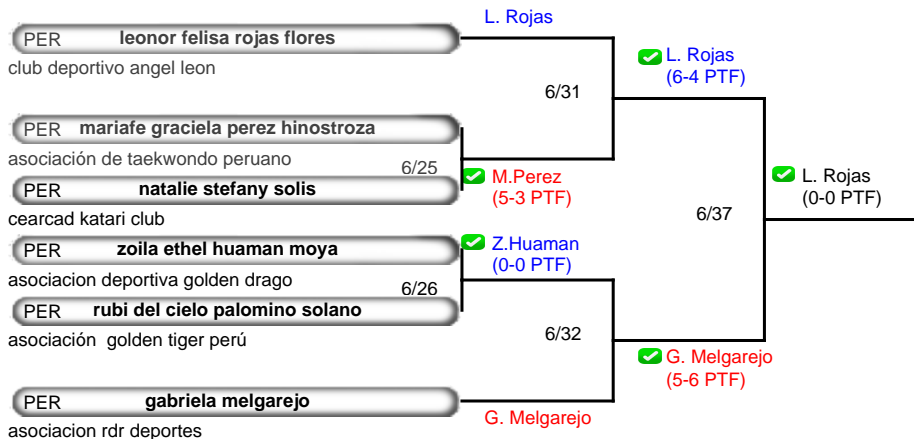 L. Rojas
PER leonor felisa rojas flores
club deportivo angel leon
L. Rojas
(6-4 PTF)
6/31
PER mariafe graciela perez hinostroza
asociación de taekwondo peruano
6/25
M.Perez
(5-3 PTF)
PER natalie stefany solis
cearcad katari club
L. Rojas
(0-0 PTF)
6/37
PER zoila ethel huaman moya
asociacion deportiva golden drago
Z.Huaman
(0-0 PTF)
6/26
PER rubi del cielo palomino solano
asociación  golden tiger perú
6/32
G. Melgarejo
(5-6 PTF)
PER gabriela melgarejo
asociacion rdr deportes
G. Melgarejo